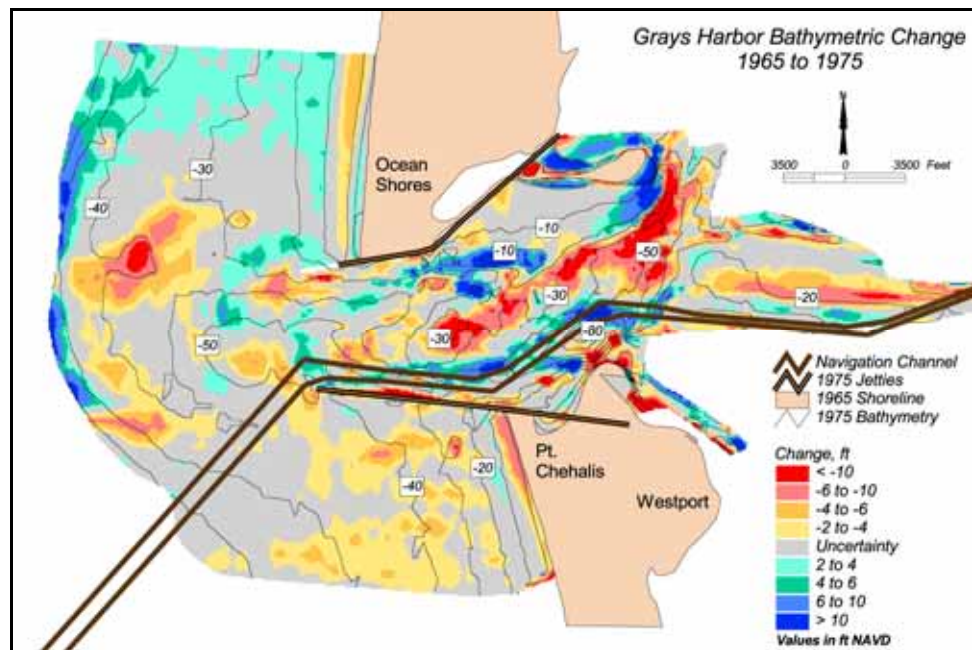 Grays Harbor Bathymetric Change
1965 to 1975
N
3500 0 3500 Feet
Ocean
Shores
-30
-40
-10
-10
-50
-30
-20
-30
-80
-50
-20
-40
Pt.
Chehalis
Westport
Navigation Channel
1975 Jetties
1965 Shoreline
1975 Bathymetry
Change, ft
< -10
-6 to -10
-4 to -6
-2 to -4
Uncertainty
2 to 4
4 to 6
6 to 10
> 10
Values in ft NAVD